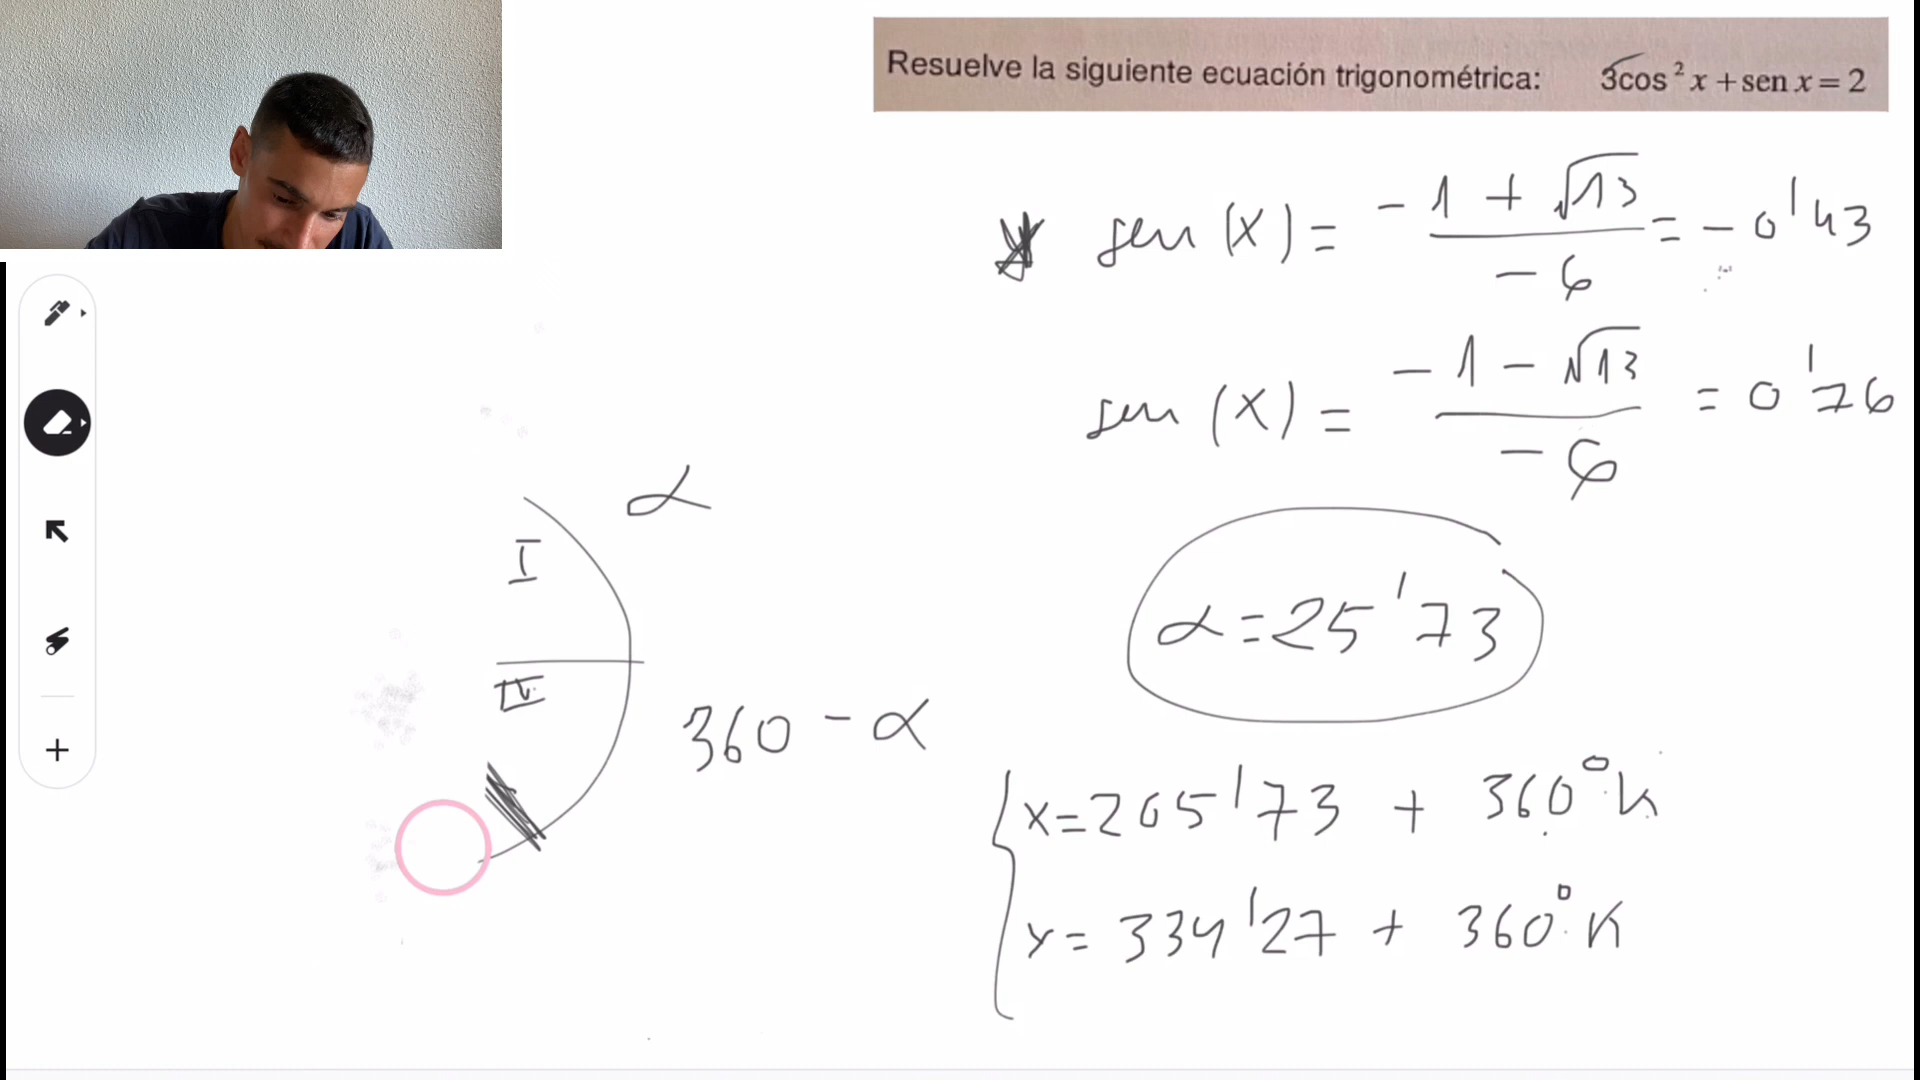 Resuelve la siguiente ecuación trigonométrica: 3cos² x + sen x = 2
sen (x) = (-1 + √13) / -6 = -0'43
sen (x) = (-1 - √13) / -6 = 0'76
α
I
IV
360 - α
α = 25'73
x = 205'73 + 360° K
x = 334'27 + 360° K